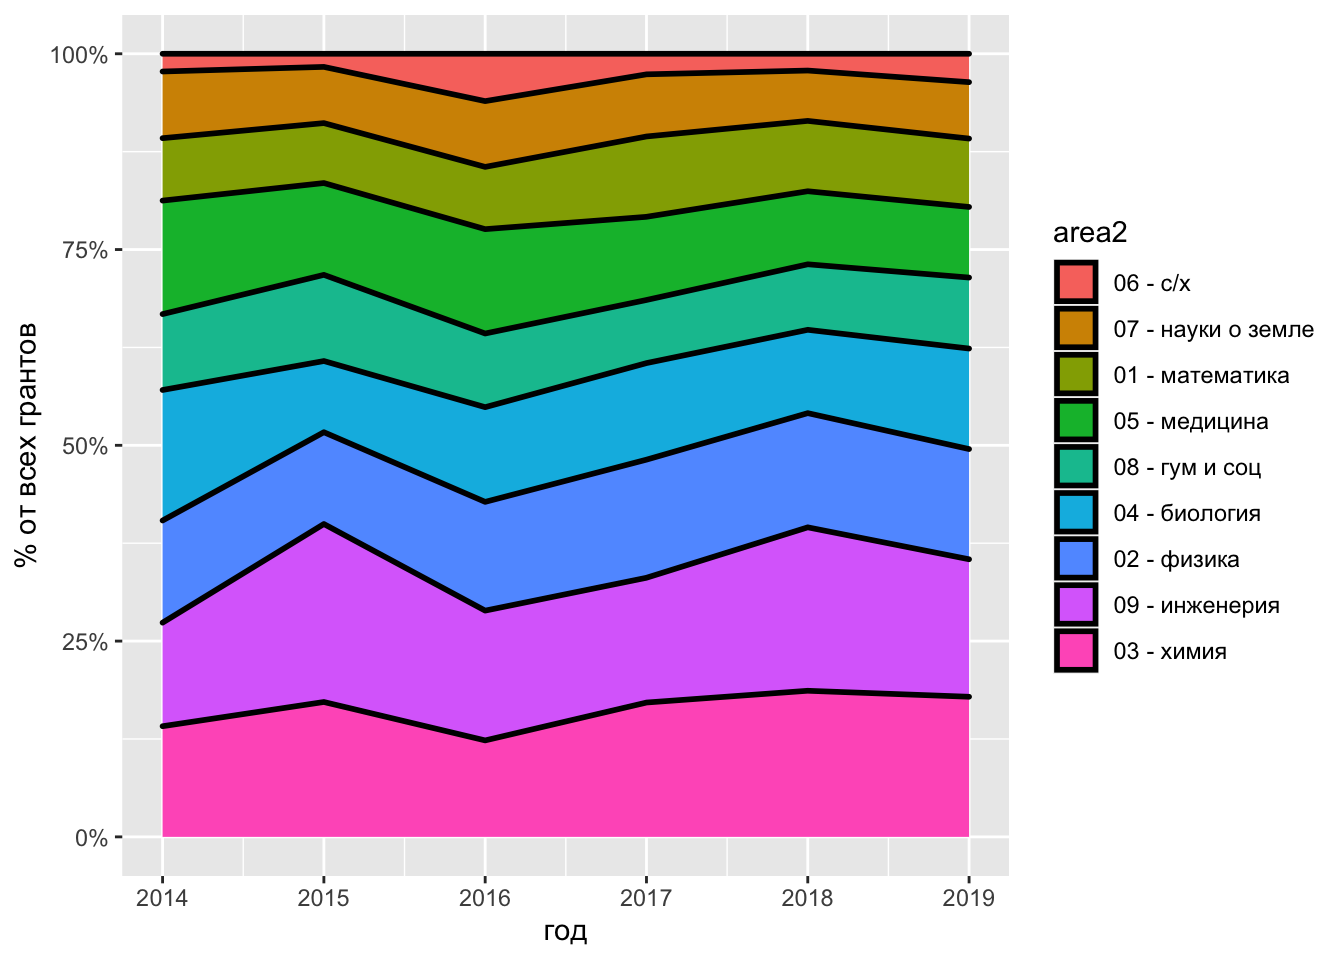 % от всех грантов
100%
75%
50%
25%
0%
2014
2015
2016
2017
2018
2019
год
area2
06 - с/х
07 - науки о земле
01 - математика
05 - медицина
08 - гум и соц
04 - биология
02 - физика
09 - инженерия
03 - химия